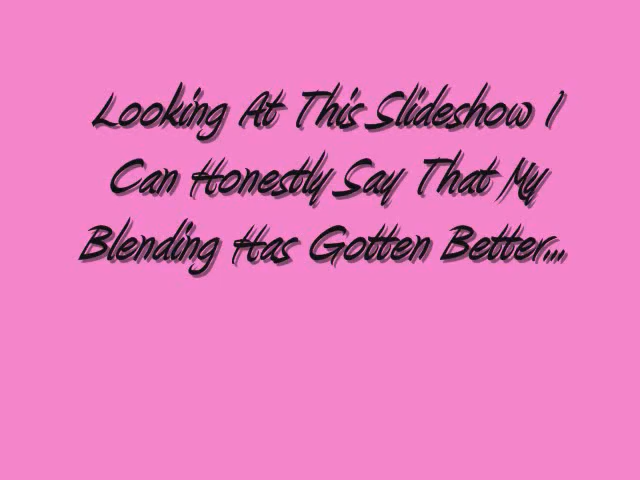 Looking At This Slideshow I
Can Honestly Say That My
Blending Has Gotten Better...